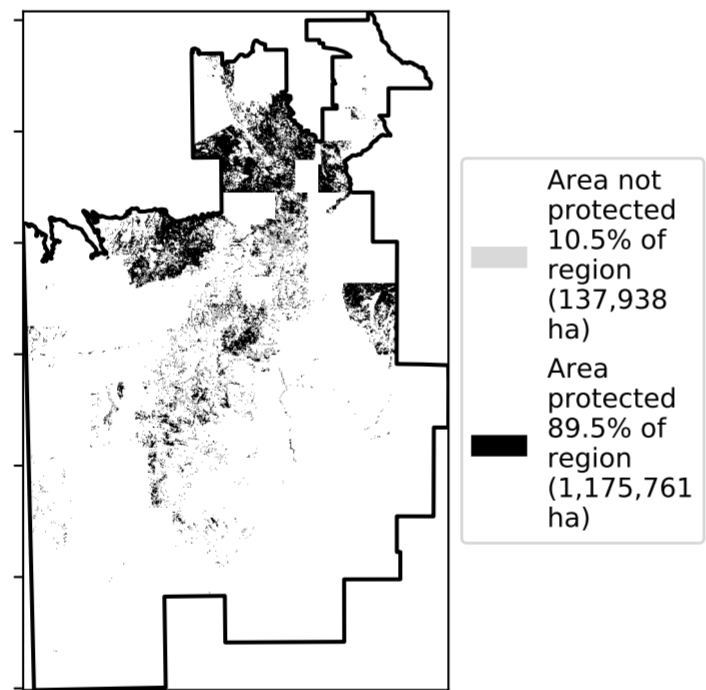 Area not
protected
10.5% of
region
(137,938
ha)
Area
protected
89.5% of
region
(1,175,761
ha)